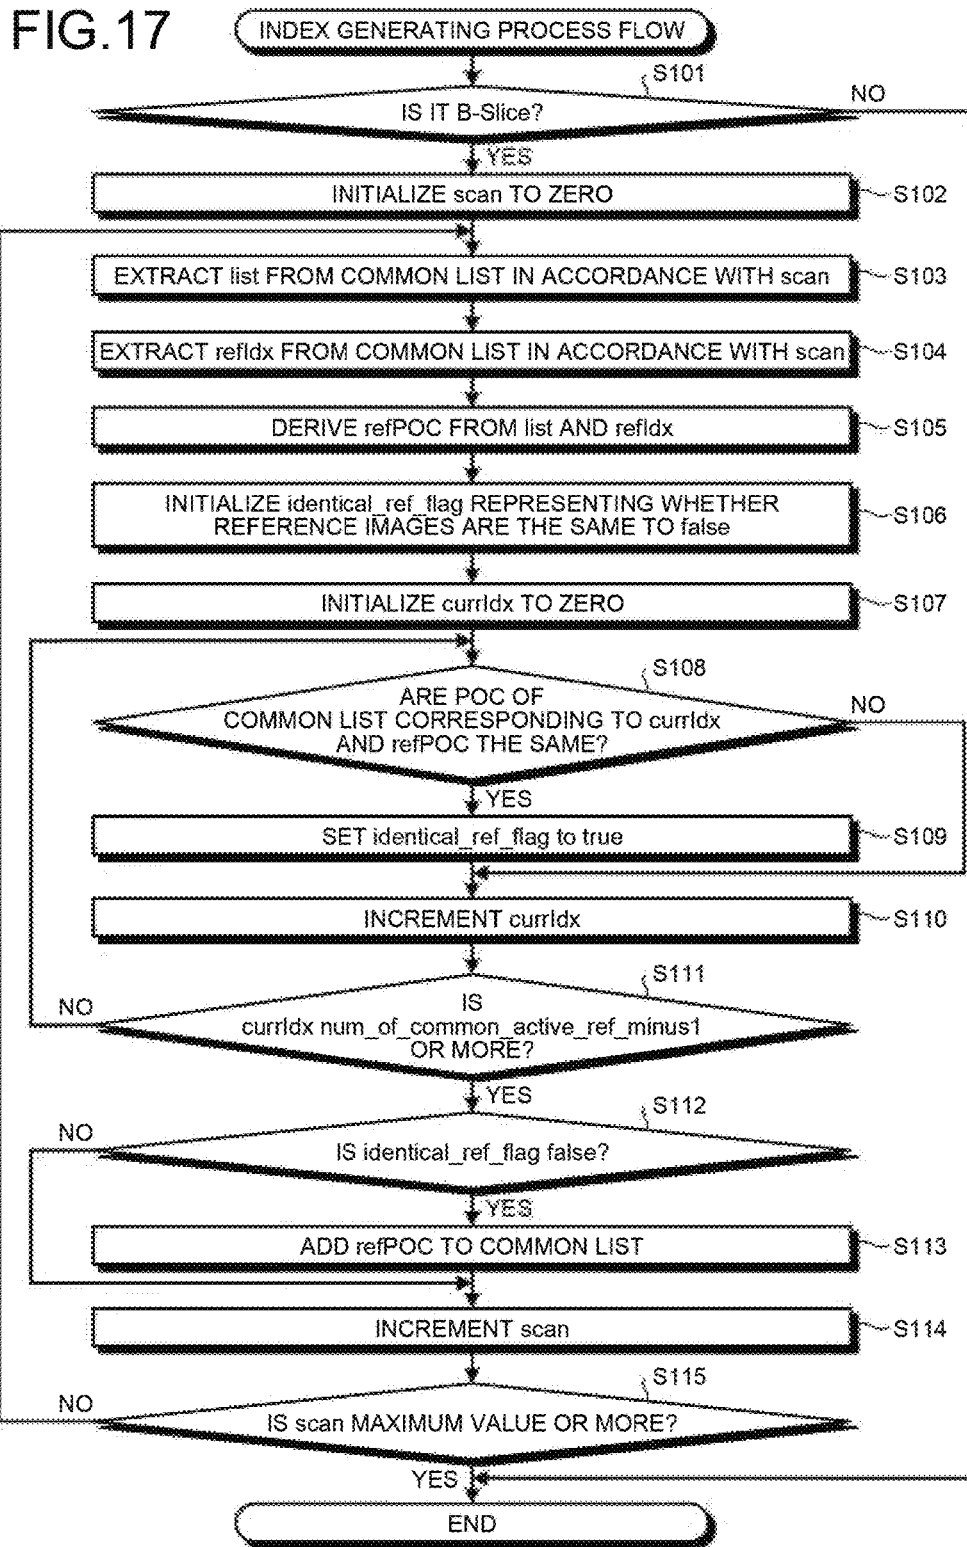 FIG.17
INDEX GENERATING PROCESS FLOW
S101
IS IT B-Slice?
NO
YES
INITIALIZE scan TO ZERO
S102
EXTRACT list FROM COMMON LIST IN ACCORDANCE WITH scan
S103
EXTRACT refIdx FROM COMMON LIST IN ACCORDANCE WITH scan
S104
DERIVE refPOC FROM list AND refIdx
S105
INITIALIZE identical_ref_flag REPRESENTING WHETHER
REFERENCE IMAGES ARE THE SAME TO false
S106
INITIALIZE currIdx TO ZERO
S107
S108
ARE POC OF
COMMON LIST CORRESPONDING TO currIdx
AND refPOC THE SAME?
NO
YES
SET identical_ref_flag to true
S109
INCREMENT currIdx
S110
S111
NO
IS
currIdx num_of_common_active_ref_minus1
OR MORE?
YES
S112
NO
IS identical_ref_flag false?
YES
ADD refPOC TO COMMON LIST
S113
INCREMENT scan
S114
S115
NO
IS scan MAXIMUM VALUE OR MORE?
YES
END